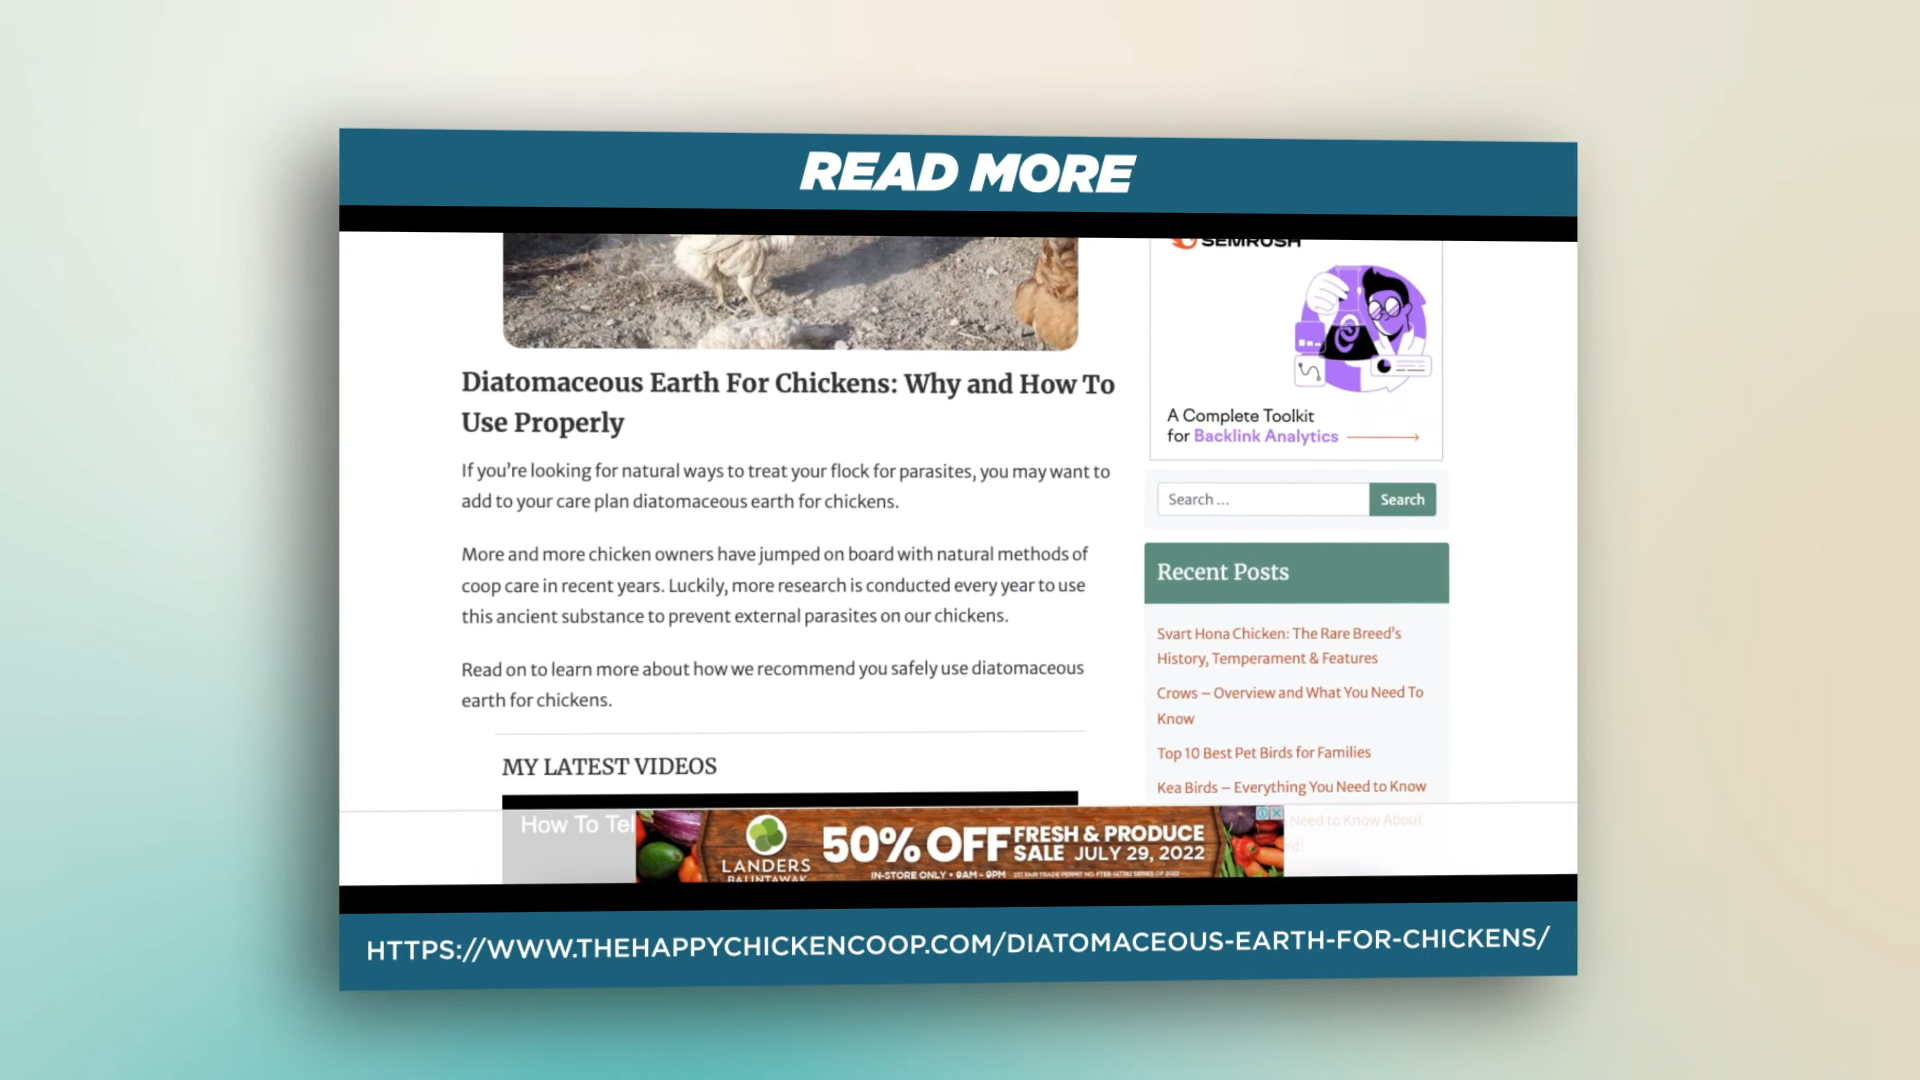 READ MORE
SEMRUSH
Diatomaceous Earth For Chickens: Why and How To
Use Properly
If you're looking for natural ways to treat your flock for parasites, you may want to
add to your care plan diatomaceous earth for chickens.
More and more chicken owners have jumped on board with natural methods of
coop care in recent years. Luckily, more research is conducted every year to use
this ancient substance to prevent external parasites on our chickens.
Read on to learn more about how we recommend you safely use diatomaceous
earth for chickens.
MY LATEST VIDEOS
How To Tel
A Complete Toolkit
for Backlink Analytics
Search ...
Search
Recent Posts
Svart Hona Chicken: The Rare Breed's
History, Temperament & Features
Crows – Overview and What You Need To
Know
Top 10 Best Pet Birds for Families
Kea Birds – Everything You Need to Know
Need to Know About
LANDERS
BALINTAWAK
50% OFF
FRESH & PRODUCE
SALE JULY 29, 2022
IN-STORE ONLY • 9AM - 9PM
HTTPS://WWW.THEHAPPYCHICKENCOOP.COM/DIATOMACEOUS-EARTH-FOR-CHICKENS/